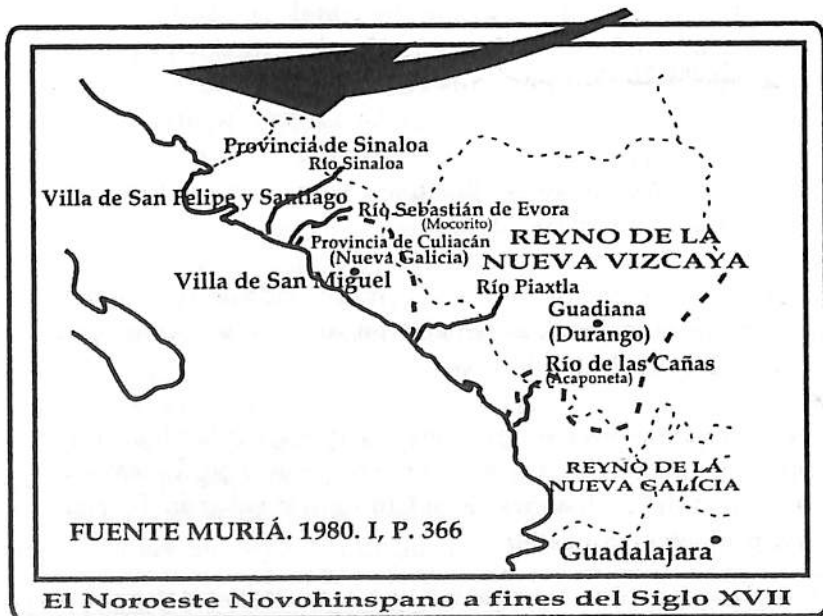 Provincia de Sinaloa
Río Sinaloa
Villa de San Felipe y Santiago
Río Sebastián de Evora
(Mocorito)
Provincia de Culiacán
(Nueva Galicia)
REYNO DE LA
NUEVA VIZCAYA
Villa de San Miguel
Río Piaxtla
Guadiana
(Durango)
Río de las Cañas
(Acaponeta)
REYNO DE LA
NUEVA GALÍCIA
FUENTE MURIÁ. 1980. I, P. 366
Guadalajara
El Noroeste Novohinspano a fines del Siglo XVII